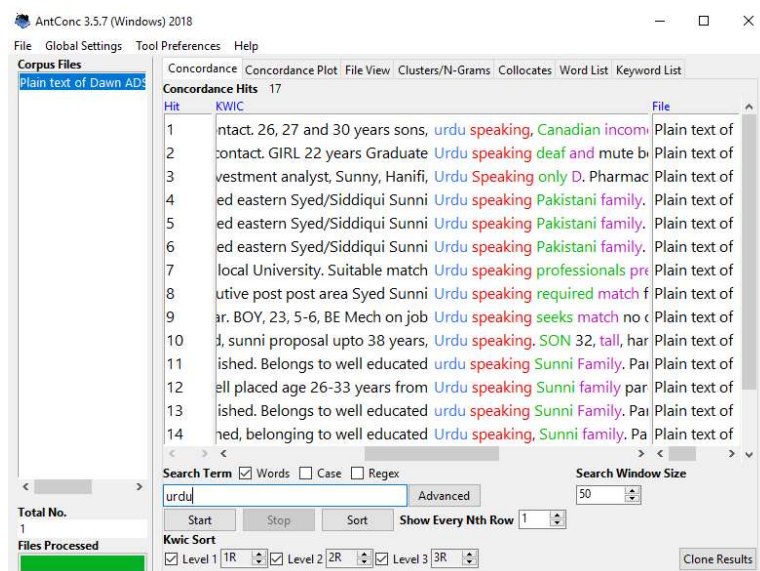 AntConc 3.5.7 (Windows) 2018
File Global Settings Tool Preferences Help
Corpus Files
Plain text of Dawn ADS
Concordance Concordance Plot File View Clusters/N-Grams Collocates Word List Keyword List
Concordance Hits 17
Hit KWIC File
1 ntact. 26, 27 and 30 years sons, urdu speaking, Canadian income Plain text of
2 contact. GIRL 22 years Graduate Urdu speaking deaf and mute Plain text of
3 vestment analyst, Sunny, Hanifi, Urdu Speaking only D. Pharmac Plain text of
4 ed eastern Syed/Siddiqui Sunni Urdu speaking Pakistani family. Plain text of
5 ed eastern Syed/Siddiqui Sunni Urdu speaking Pakistani family. Plain text of
6 ed eastern Syed/Siddiqui Sunni Urdu speaking Pakistani family. Plain text of
7 local University. Suitable match Urdu speaking professionals pre Plain text of
8 utive post post area Syed Sunni Urdu speaking required match f Plain text of
9 ar. BOY, 23, 5-6, BE Mech on job Urdu speaking seeks match no Plain text of
10 d, sunni proposal upto 38 years, Urdu speaking. SON 32, tall, han Plain text of
11 ished. Belongs to well educated urdu speaking Sunni Family. Par Plain text of
12 ell placed age 26-33 years from Urdu speaking Sunni family par Plain text of
13 ished. Belongs to well educated urdu speaking Sunni Family. Par Plain text of
14 ned, belonging to well educated Urdu speaking, Sunni family. Pa Plain text of
Search Term Words Case Regex Search Window Size
urdu Advanced 50
Total No.
1
Start Stop Sort Show Every Nth Row 1
Files Processed
Kwic Sort
Level 1 1R Level 2 2R Level 3 3R Clone Results